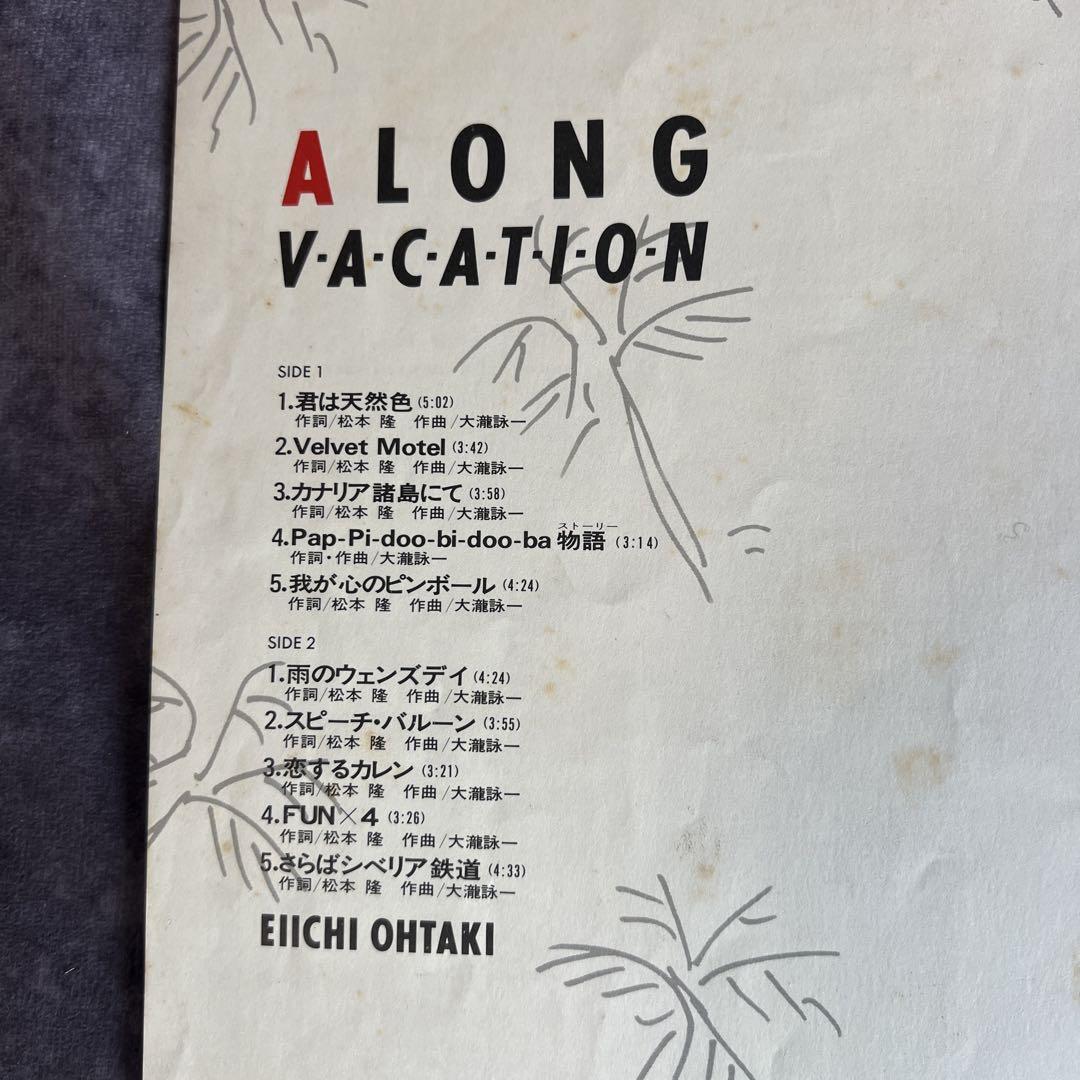 A LONG
V·A·C·A·T·I·O·N
SIDE 1
1.君は天然色(5:02)
作詞/松本 隆 作曲/大瀧詠一
2.Velvet Motel(3:42)
作詞/松本 隆 作曲/大瀧詠一
3.カナリア諸島にて(3:58)
作詞/松本 隆 作曲/大瀧詠一
ストーリー
4.Pap-Pi-doo-bi-doo-ba物語(3:14)
作詞・作曲/大瀧詠一
5.我が心のピンボール(4:24)
作詞/松本 隆 作曲/大瀧詠一
SIDE 2
1.雨のウェンズデイ(4:24)
作詞/松本 隆 作曲/大瀧詠一
2.スピーチ・バルーン(3:55)
作詞/松本 隆 作曲/大瀧詠一
3.恋するカレン(3:21)
作詞/松本 隆 作曲/大瀧詠一
4.FUN×4(3:26)
作詞/松本 隆 作曲/大瀧詠一
5.さらばシベリア鉄道(4:33)
作詞/松本 隆 作曲/大瀧詠一
EIICHI OHTAKI